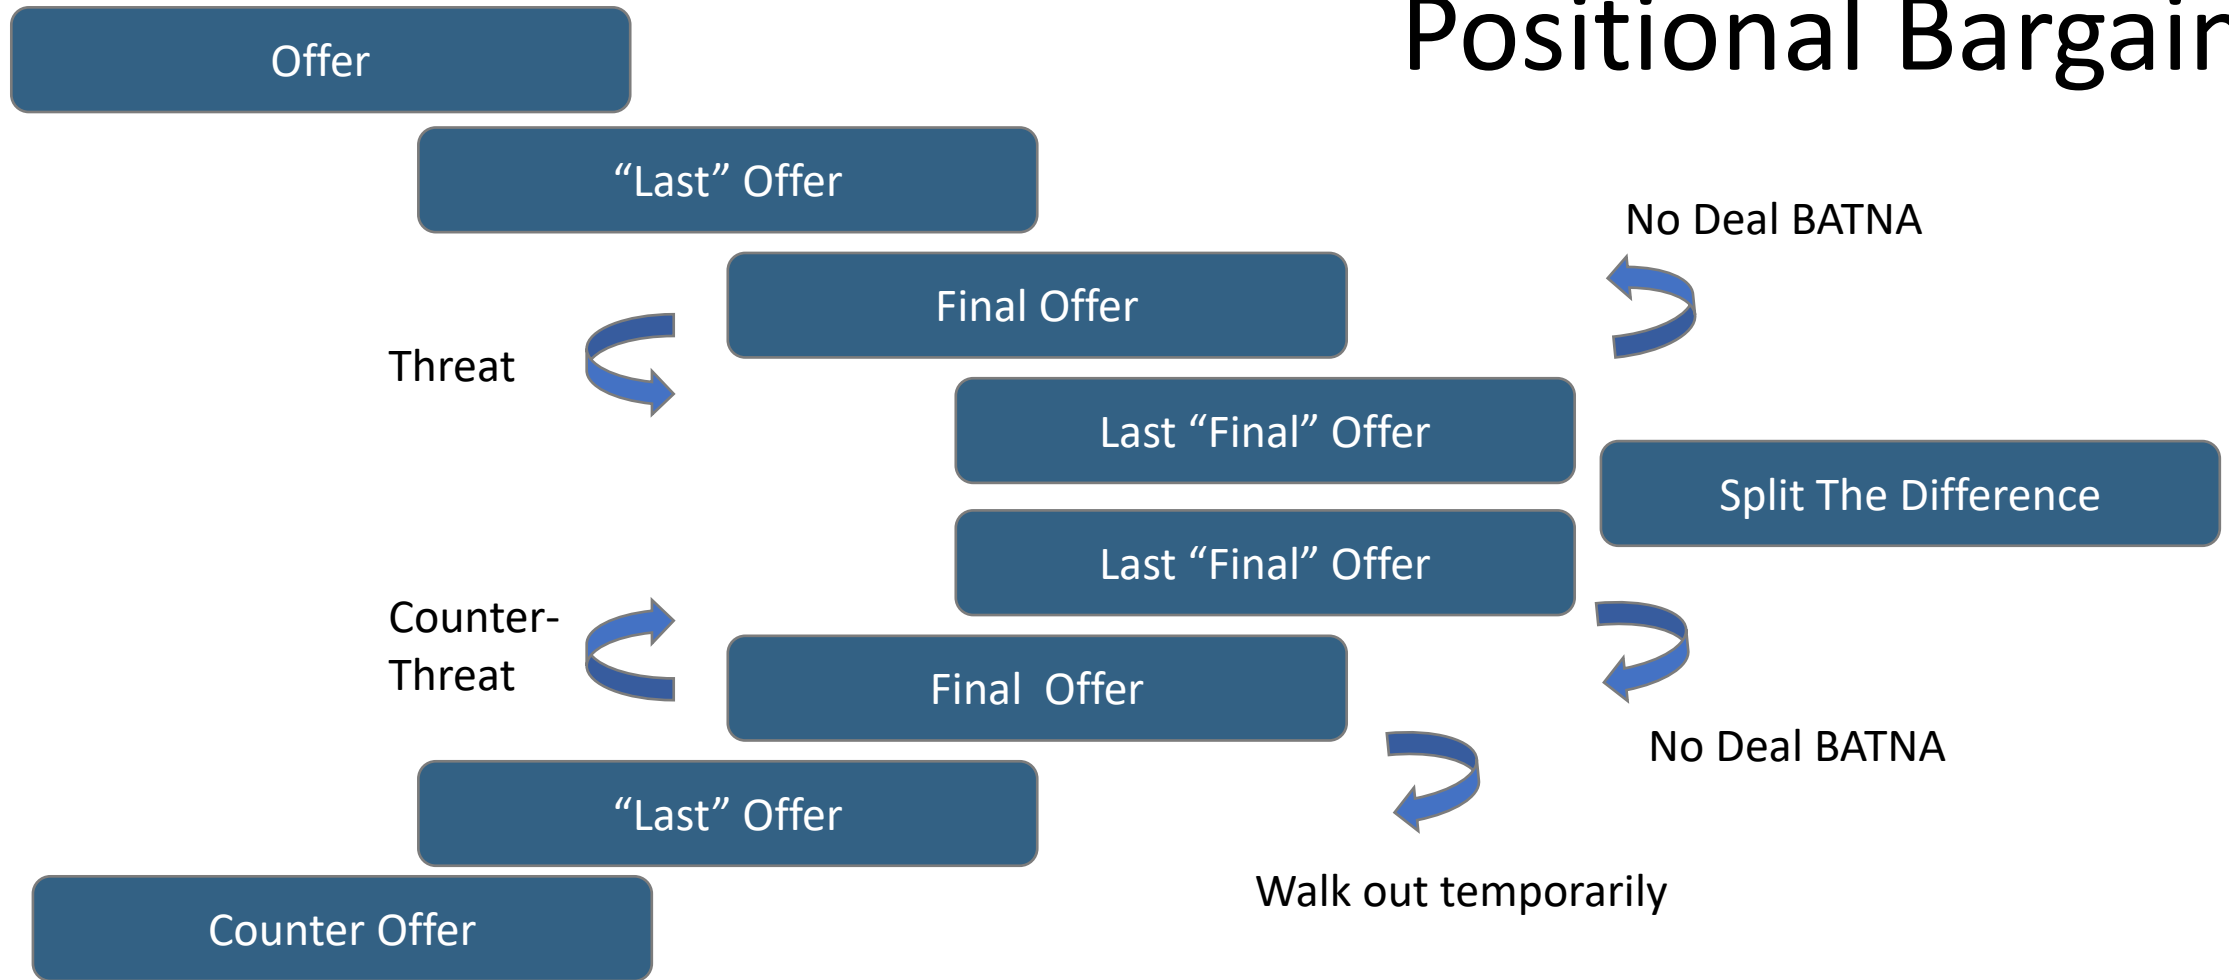 Positional Bargain
Offer
“Last” Offer
No Deal BATNA
Final Offer
Threat
Last “Final” Offer
Split The Difference
Last “Final” Offer
Counter-
Threat
Final  Offer
No Deal BATNA
“Last” Offer
Walk out temporarily
Counter Offer